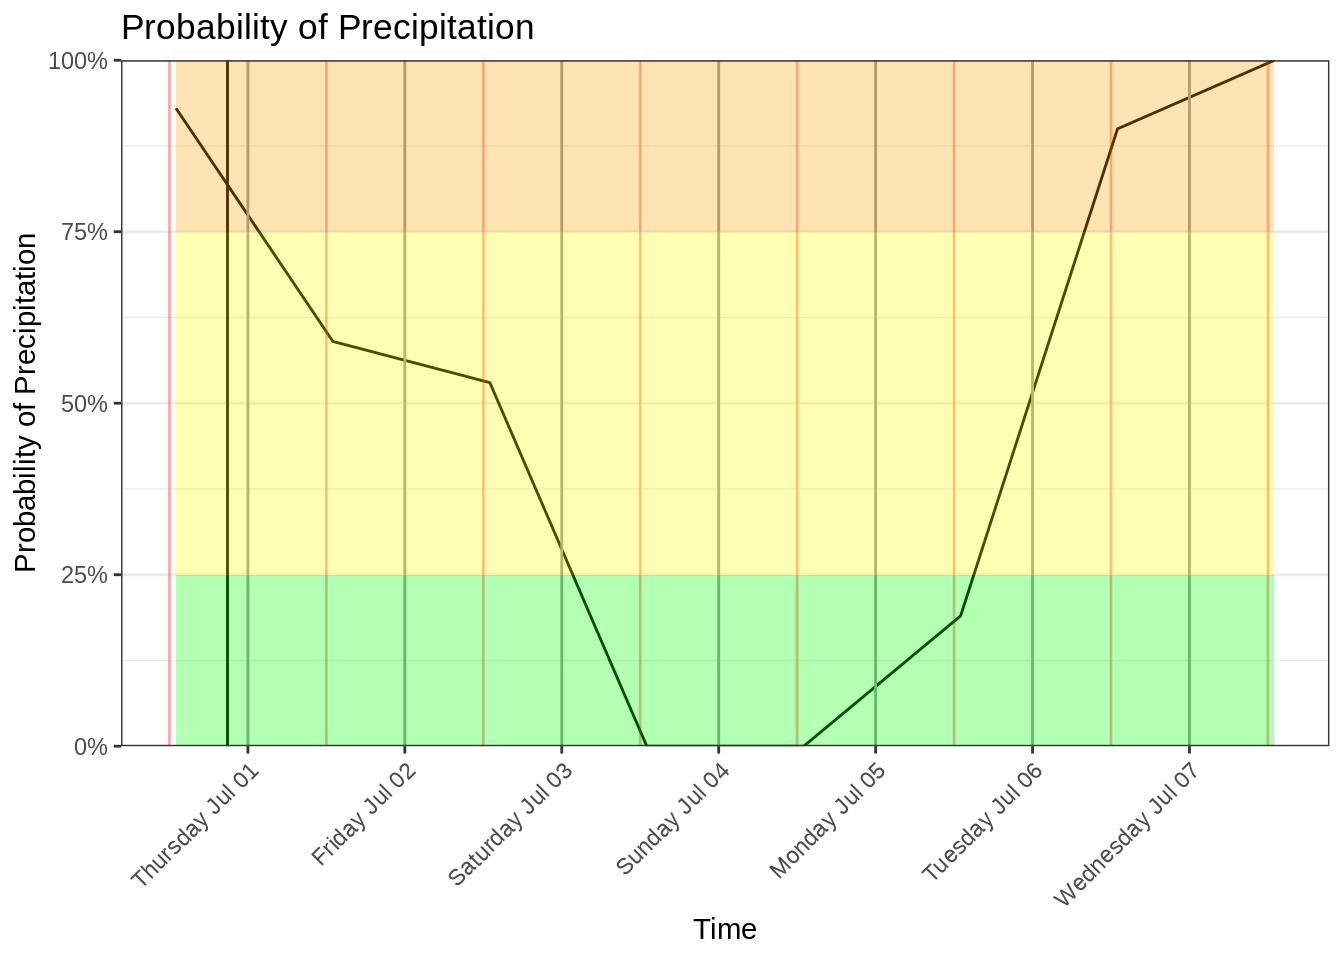 Probability of Precipitation
Probability of Precipitation
100%
75%
50%
25%
0%
Thursday Jul 01
Friday Jul 02
Saturday Jul 03
Sunday Jul 04
Monday Jul 05
Tuesday Jul 06
Wednesday Jul 07
Time